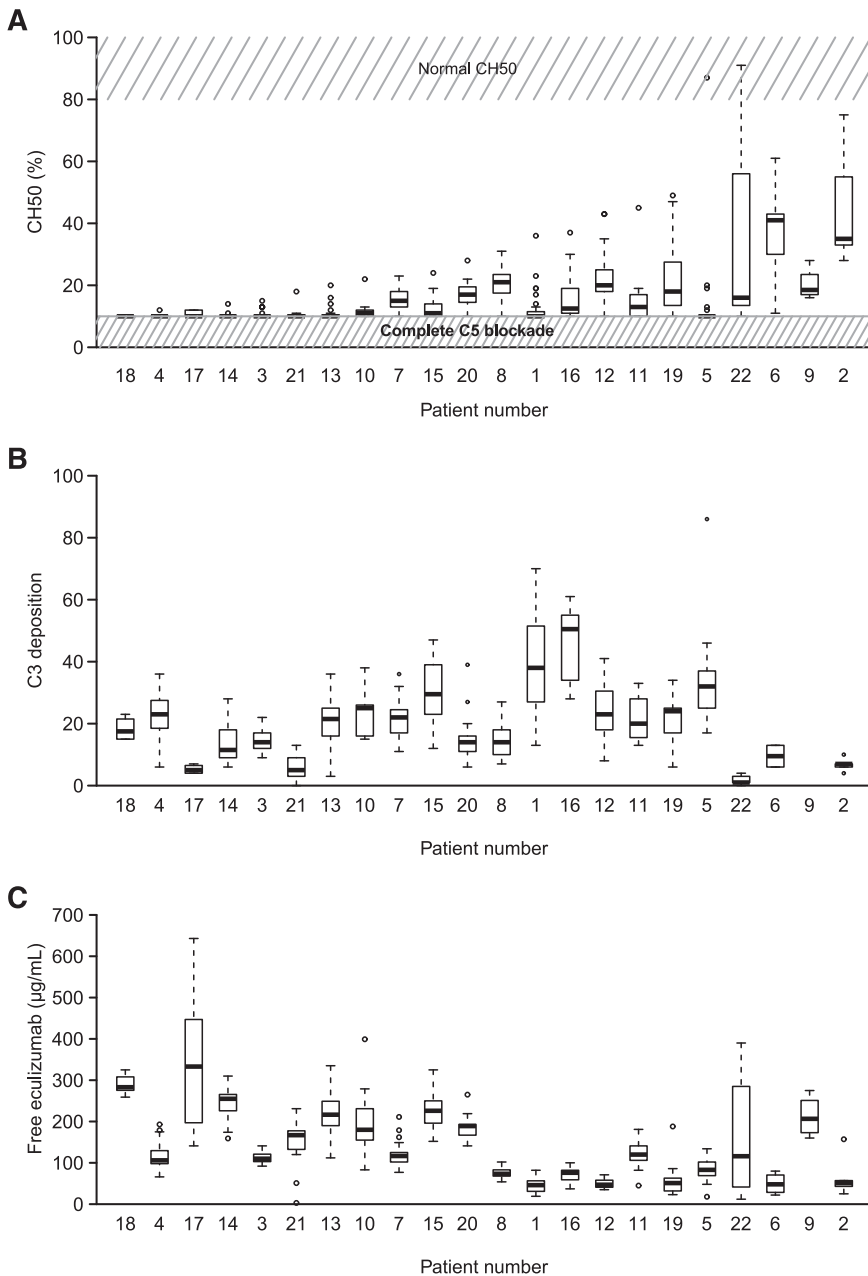 A
100
Normal CH50
80
60
CH50 (%)
40
20
Complete C5 blockade
0
18 4 17 14 3 21 13 10 7 15 20 8 1 16 12 11 19 5 22 6 9 2
Patient number
B
100
80
60
C3 deposition
40
20
0
18 4 17 14 3 21 13 10 7 15 20 8 1 16 12 11 19 5 22 6 9 2
Patient number
C
700
600
500
400
Free eculizumab (µg/mL)
300
200
100
0
18 4 17 14 3 21 13 10 7 15 20 8 1 16 12 11 19 5 22 6 9 2
Patient number